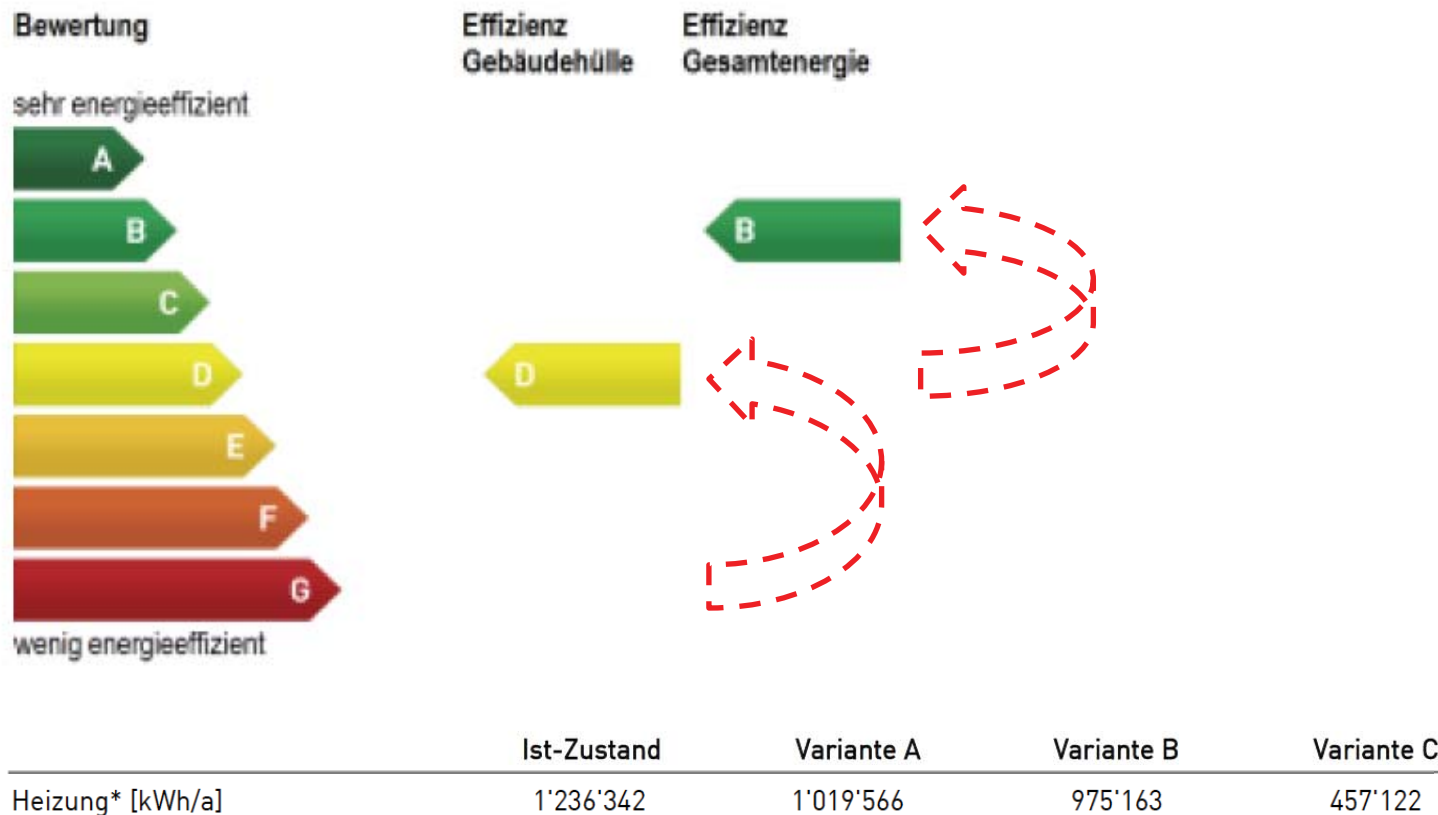 Bewertung
Effizienz
Gebäudehülle
Effizienz
Gesamtenergie
sehr energieeffizient
A
B
B
C
D
D
E
F
G
wenig energieeffizient
Ist-Zustand Variante A Variante B Variante C
Heizung* [kWh/a] 1'236'342 1'019'566 975'163 457'122